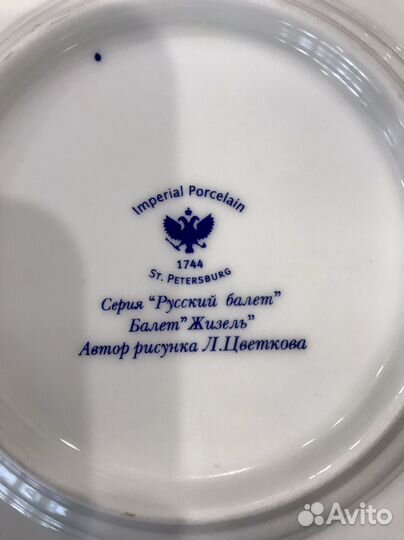 Imperial Porcelain
1744
ST. PETERSBURG
Серия "Русский балет"
Балет "Жизель"
Автор рисунка Л.Цветкова
Avito